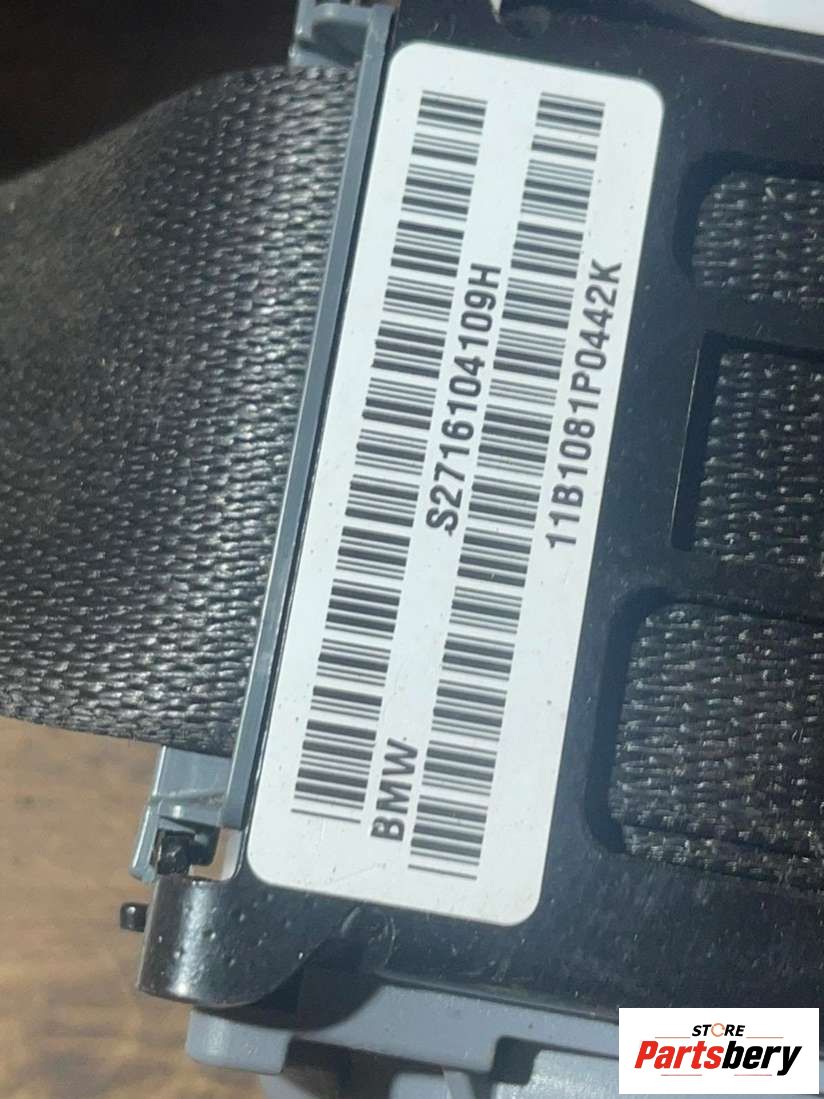 BMW
S2716104109H
11B1081P0442K
STORE
Partsbery